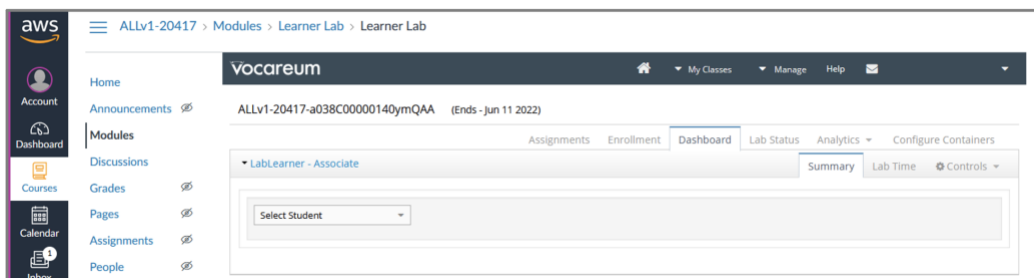 aws
ALLv1-20417 > Modules > Learner Lab > Learner Lab
Account
Dashboard
Courses
Calendar
1
Inbox
Home
Announcements
Modules
Discussions
Grades
Pages
Assignments
People
vocareum
My Classes
Manage
Help
ALLv1-20417-a038C00000140ymQAA (Ends - Jun 11 2022)
Assignments Enrollment Dashboard Lab Status Analytics Configure Containers
LabLearner - Associate
Summary Lab Time Controls
Select Student